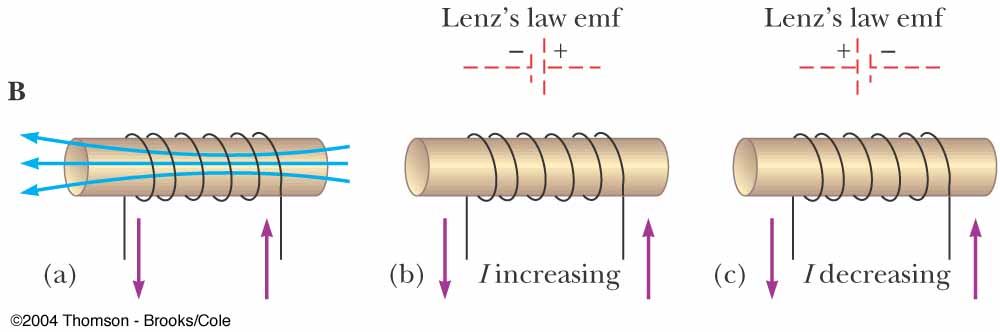 Lenz's law emf
− +
Lenz's law emf
+ −
B
(a)
(b) I increasing
(c) I decreasing
©2004 Thomson - Brooks/Cole